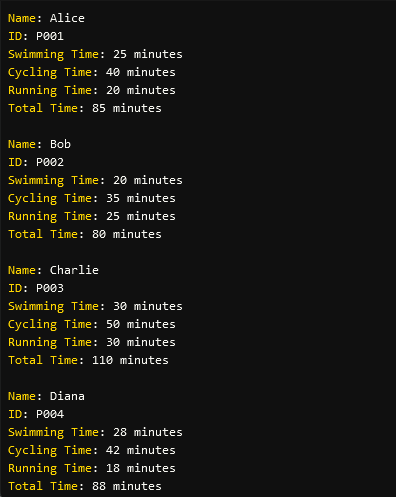 Name: Alice
ID: P001
Swimming Time: 25 minutes
Cycling Time: 40 minutes
Running Time: 20 minutes
Total Time: 85 minutes

Name: Bob
ID: P002
Swimming Time: 20 minutes
Cycling Time: 35 minutes
Running Time: 25 minutes
Total Time: 80 minutes

Name: Charlie
ID: P003
Swimming Time: 30 minutes
Cycling Time: 50 minutes
Running Time: 30 minutes
Total Time: 110 minutes

Name: Diana
ID: P004
Swimming Time: 28 minutes
Cycling Time: 42 minutes
Running Time: 18 minutes
Total Time: 88 minutes